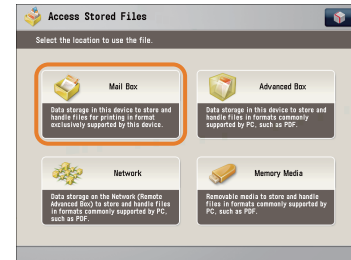 Access Stored Files
Select the location to use the file.
Mail Box
Data storage in this device to store and
handle files for printing in format
exclusively supported by this device.
Advanced Box
Data storage in this device to store and
handle files in formats commonly
supported by PC, such as PDF.
Network
Data storage on the Network (Remote
Advanced Box) to store and handle files
in formats commonly supported by PC,
such as PDF.
Memory Media
Removable media to store and handle
files in formats commonly supported by
PC, such as PDF.